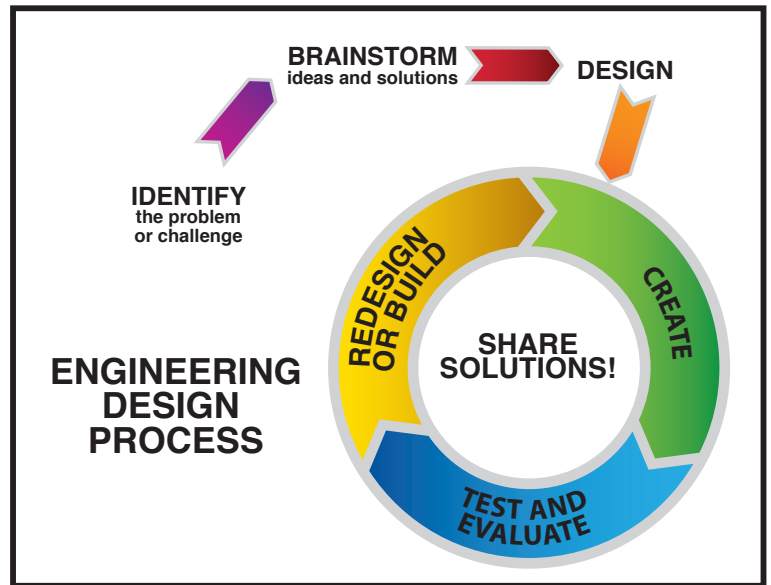 BRAINSTORM
ideas and solutions
DESIGN
IDENTIFY
the problem
or challenge
REDESIGN
OR BUILD
CREATE
SHARE
SOLUTIONS!
ENGINEERING
DESIGN
PROCESS
TEST AND
EVALUATE